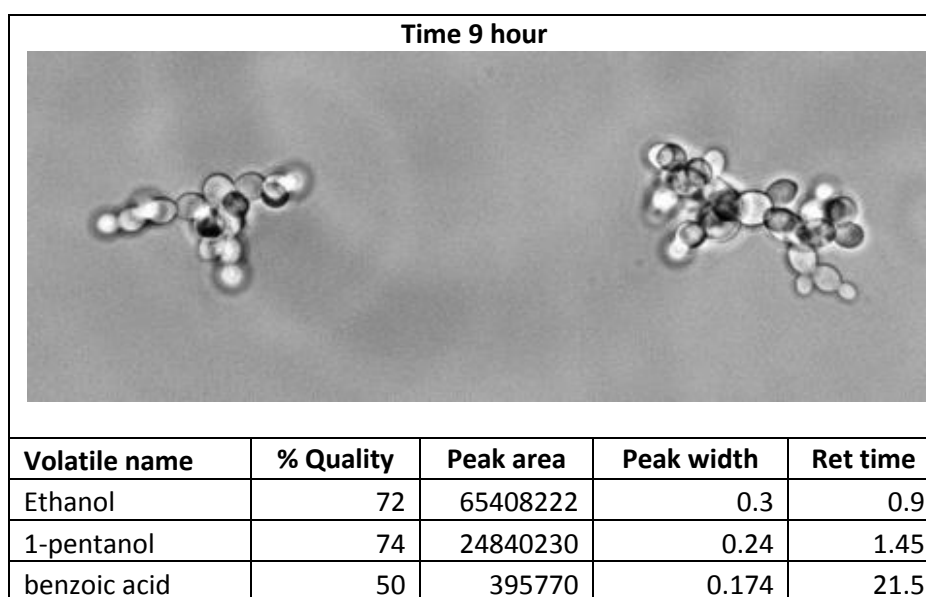 Time 9 hour
Volatile name % Quality Peak area Peak width Ret time
Ethanol 72 65408222 0.3 0.9
1-pentanol 74 24840230 0.24 1.45
benzoic acid 50 395770 0.174 21.5